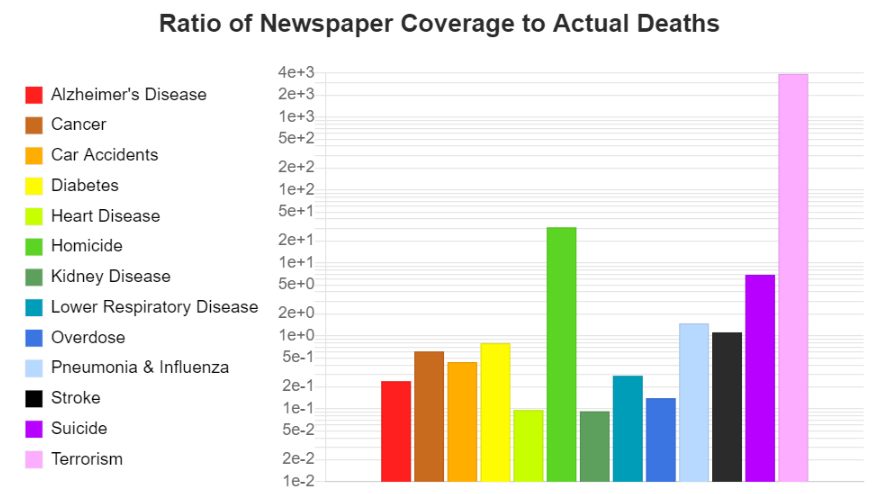 Ratio of Newspaper Coverage to Actual Deaths
Alzheimer's Disease
Cancer
Car Accidents
Diabetes
Heart Disease
Homicide
Kidney Disease
Lower Respiratory Disease
Overdose
Pneumonia & Influenza
Stroke
Suicide
Terrorism
4e+3
2e+3
1e+3
5e+2
2e+2
1e+2
5e+1
2e+1
1e+1
5e+0
2e+0
1e+0
5e-1
2e-1
1e-1
5e-2
2e-2
1e-2